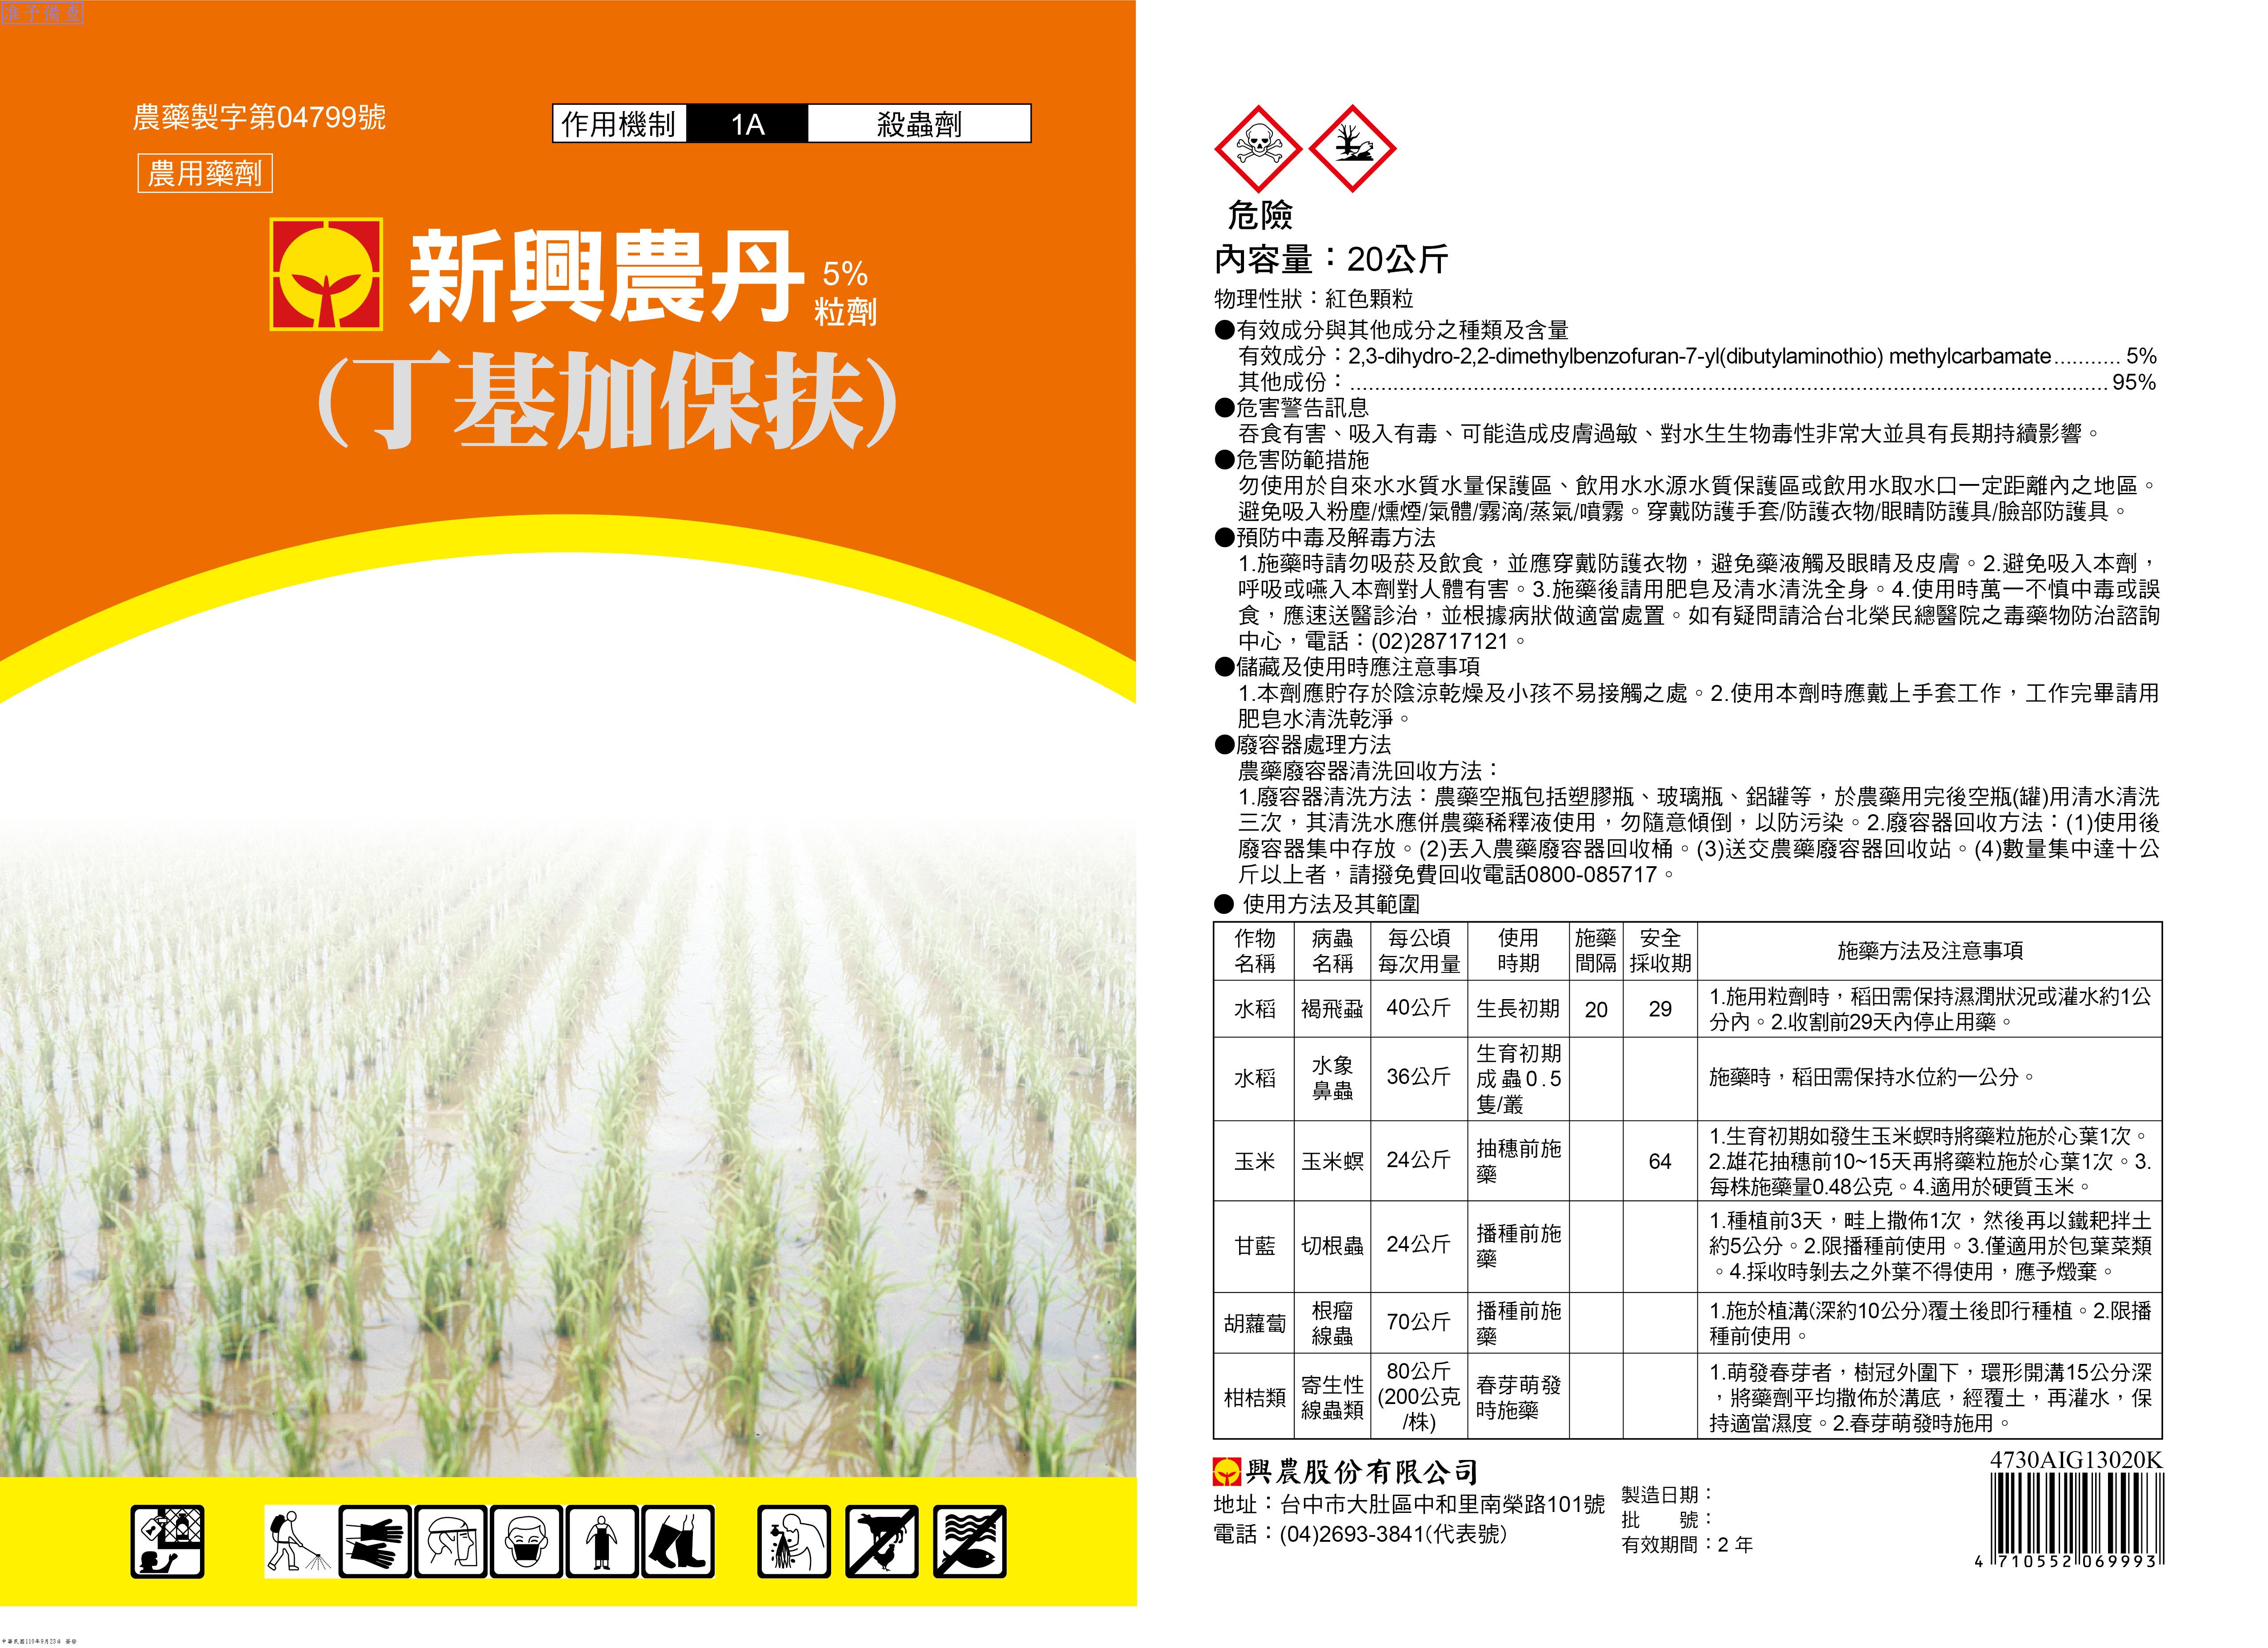 准予備查
農藥製字第04799號
作用機制 1A 殺蟲劑
農用藥劑
新興農丹 5%
粒劑
(丁基加保扶)
危險
內容量：20公斤
物理性狀：紅色顆粒
●有效成分與其他成分之種類及含量
有效成分：2,3-dihydro-2,2-dimethylbenzofuran-7-yl(dibutylaminothio) methylcarbamate........... 5%
其他成份：.......... 95%
●危害警告訊息
吞食有害、吸入有毒、可能造成皮膚過敏、對水生生物毒性非常大並具有長期持續影響。
●危害防範措施
勿使用於自來水水質水量保護區、飲用水水源水質保護區或飲用水取水口一定距離內之地區。
避免吸入粉塵/燻煙/氣體/霧滴/蒸氣/噴霧。穿戴防護手套/防護衣物/眼睛防護具/臉部防護具。
●預防中毒及解毒方法
1.施藥時請勿吸菸及飲食，並應穿戴防護衣物，避免藥液觸及眼睛及皮膚。2.避免吸入本劑，
呼吸或嚥入本劑對人體有害。3.施藥後請用肥皂及清水清洗全身。4.使用時萬一不慎中毒或誤
食，應速送醫診治，並根據病狀做適當處置。如有疑問請洽台北榮民總醫院之毒藥物防治諮詢
中心，電話：(02)28717121。
●儲藏及使用時應注意事項
1.本劑應貯存於陰涼乾燥及小孩不易接觸之處。2.使用本劑時應戴上手套工作，工作完畢請用
肥皂水清洗乾淨。
●廢容器處理方法
農藥廢容器清洗回收方法：
1.廢容器清洗方法：農藥空瓶包括塑膠瓶、玻璃瓶、鋁罐等，於農藥用完後空瓶(罐)用清水清洗
三次，其清洗水應併農藥稀釋液使用，勿隨意傾倒，以防污染。2.廢容器回收方法：(1)使用後
廢容器集中存放。(2)丟入農藥廢容器回收桶。(3)送交農藥廢容器回收站。(4)數量集中達十公
斤以上者，請撥免費回收電話0800-085717。
● 使用方法及其範圍
作物 病蟲 每公頃 使用 施藥 安全 施藥方法及注意事項
名稱 名稱 每次用量 時期 間隔 採收期
水稻 褐飛蝨 40公斤 生長初期 20 29 1.施用粒劑時，稻田需保持濕潤狀況或灌水約1公
分內。2.收割前29天內停止用藥。
水稻 水象 36公斤 生育初期 施藥時，稻田需保持水位約一公分。
鼻蟲 成蟲0.5
隻/叢
玉米 玉米螟 24公斤 抽穗前施 64 1.生育初期如發生玉米螟時將藥粒施於心葉1次。
藥 2.雄花抽穗前10~15天再將藥粒施於心葉1次。3.
每株施藥量0.48公克。4.適用於硬質玉米。
甘藍 切根蟲 24公斤 播種前施 1.種植前3天，畦上撒佈1次，然後再以鐵耙拌土
藥 約5公分。2.限播種前使用。3.僅適用於包葉菜類
。4.採收時剝去之外葉不得使用，應予燬棄。
胡蘿蔔 根瘤 70公斤 播種前施 1.施於植溝(深約10公分)覆土後即行種植。2.限播
線蟲 藥 種前使用。
柑桔類 寄生性 80公斤 春芽萌發 1.萌發春芽者，樹冠外圍下，環形開溝15公分深
線蟲類 (200公克 時施藥 ，將藥劑平均撒佈於溝底，經覆土，再灌水，保
/株) 持適當濕度。2.春芽萌發時施用。
興農股份有限公司
地址：台中市大肚區中和里南榮路101號
電話：(04)2693-3841(代表號)
製造日期：
批　　號：
有效期間：2 年
4730AIG13020K
4 710552 069993
中華民國110年9月23日